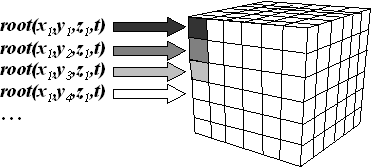 root(x₁,y₁,z₁,t)
root(x₁,y₂,z₁,t)
root(x₁,y₃,z₁,t)
root(x₁,y₄,z₁,t)
...